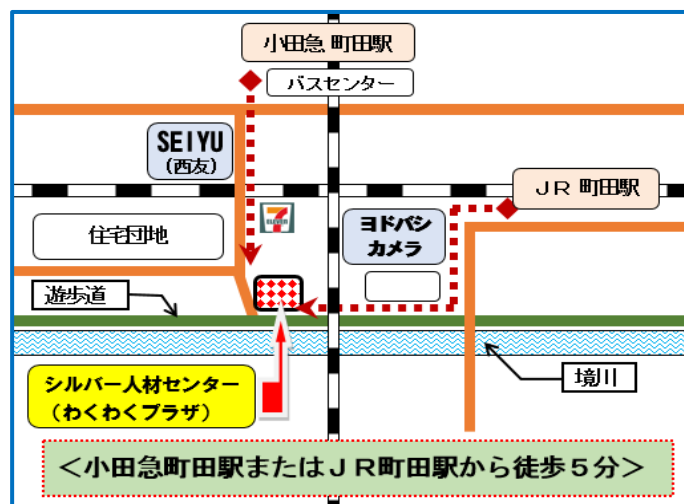 小田急 町田駅
バスセンター
SEIYU
(西友)
JR 町田駅
7
ELEVEN
住宅団地
ヨドバシ
カメラ
遊歩道
シルバー人材センター
(わくわくプラザ)
境川
<小田急町田駅またはJR町田駅から徒歩5分>